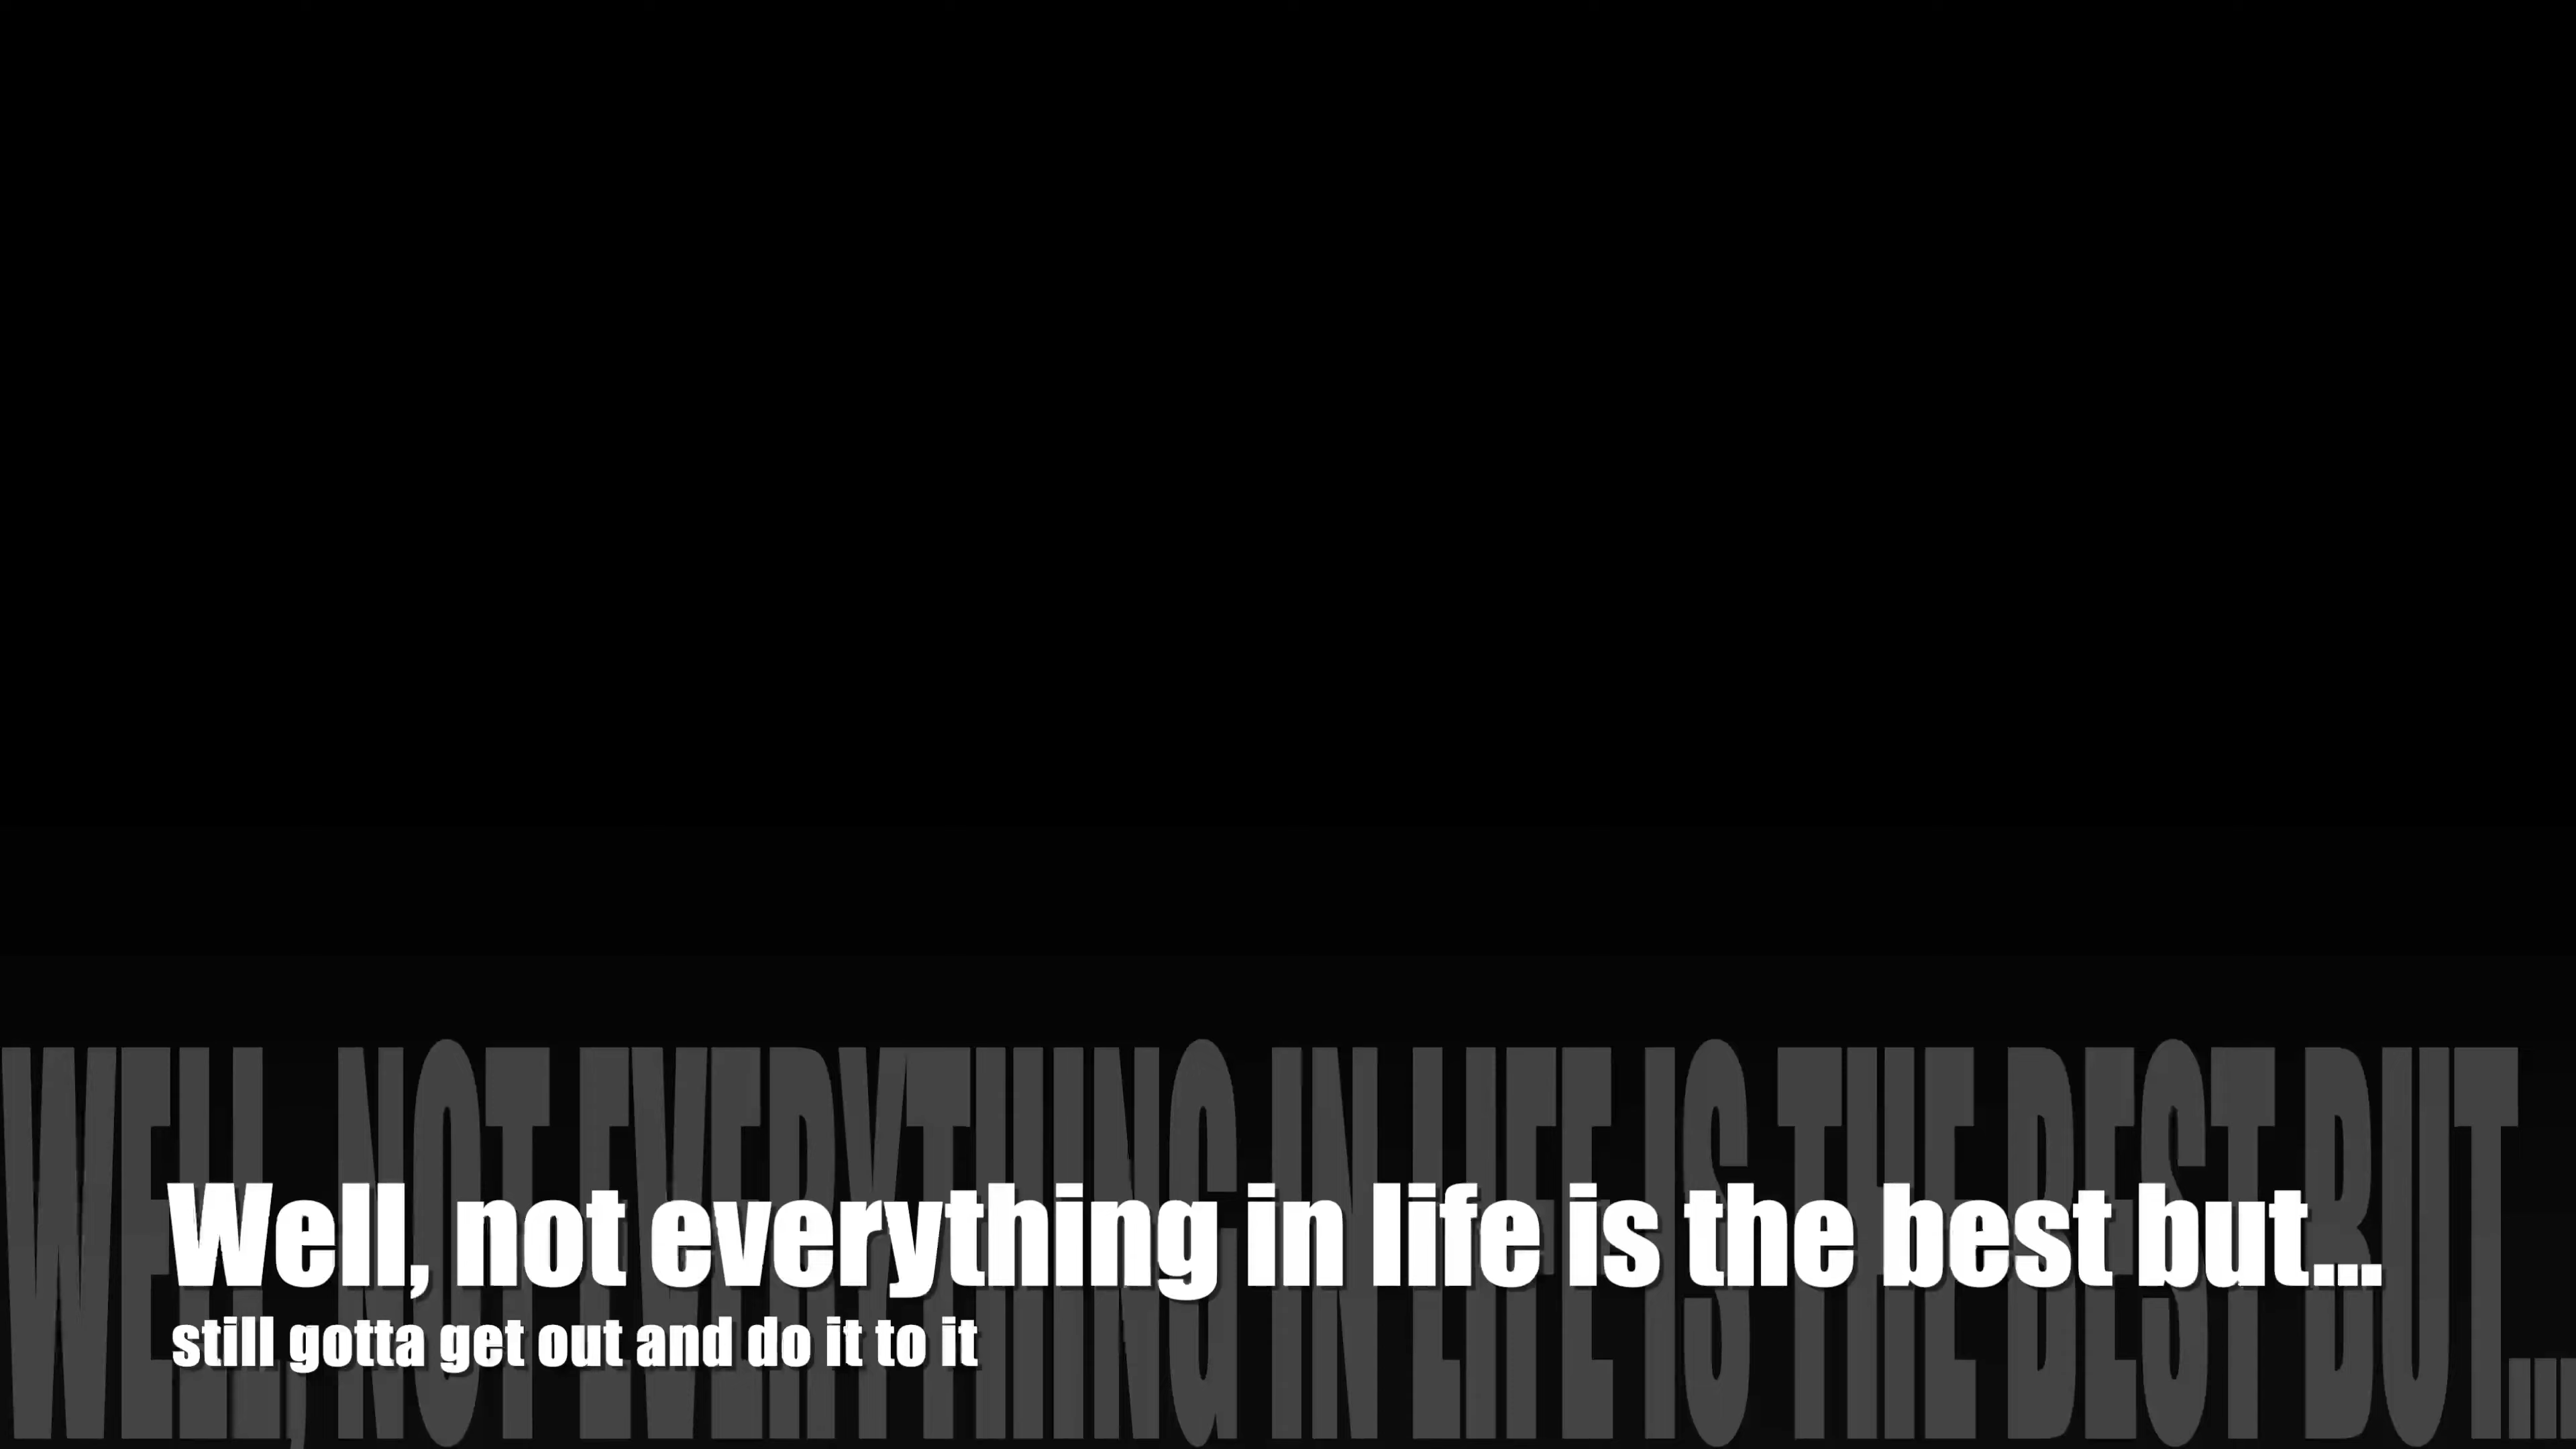 WELL, NOT EVERYTHING IN LIFE IS THE BEST BUT...
Well, not everything in life is the best but...
still gotta get out and do it to it